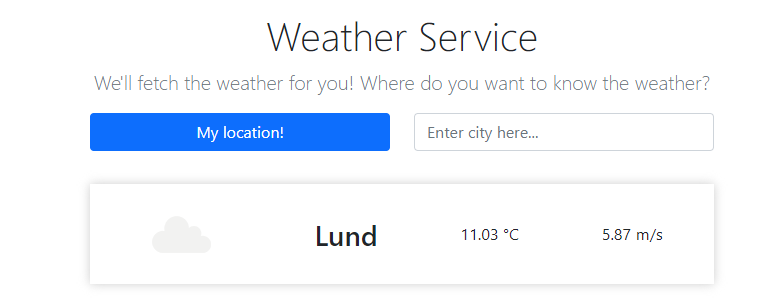 Weather Service
We'll fetch the weather for you! Where do you want to know the weather?
My location! Enter city here...
Lund 11.03 °C 5.87 m/s